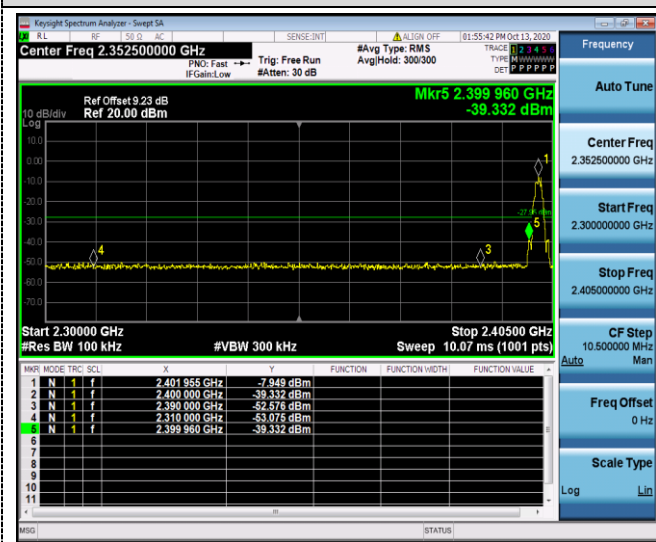 Keysight Spectrum Analyzer - Swept SA
RL RF 50 Ω AC SENSE:INT ALIGN OFF 01:55:42 PM Oct 13, 2020
Center Freq 2.352500000 GHz #Avg Type: RMS TRACE 1 2 3 4 5 6
PNO: Fast Trig: Free Run Avg|Hold: 300/300 TYPE M WWWWW
IFGain:Low #Atten: 30 dB DET P P P P P P
Frequency
Mkr5 2.399 960 GHz
-39.332 dBm
Ref Offset 9.23 dB
10 dB/div Ref 20.00 dBm
Log
10.0
0.00
-10.0
-20.0
-30.0
-40.0
-50.0
-60.0
-70.0
1
5
3
4
Start 2.30000 GHz Stop 2.40500 GHz
#Res BW 100 kHz #VBW 300 kHz Sweep 10.07 ms (1001 pts)
MKR MODE TRC SCL X Y FUNCTION FUNCTION WIDTH FUNCTION VALUE
1 N 1 f 2.401 955 GHz -7.949 dBm
2 N 1 f 2.400 000 GHz -39.332 dBm
3 N 1 f 2.390 000 GHz -52.576 dBm
4 N 1 f 2.310 000 GHz -53.075 dBm
5 N 1 f 2.399 960 GHz -39.332 dBm
6
7
8
9
10
11
MSG STATUS
Auto Tune
Center Freq
2.352500000 GHz
Start Freq
2.300000000 GHz
Stop Freq
2.405000000 GHz
CF Step
10.500000 MHz
Auto Man
Freq Offset
0 Hz
Scale Type
Log Lin